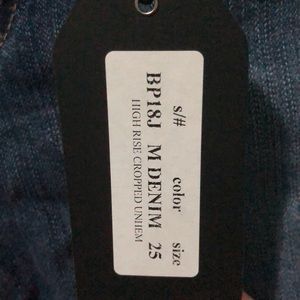 s/# color size
BP18J M DENIM 25
HIGH RISE CROPPED UNHEM